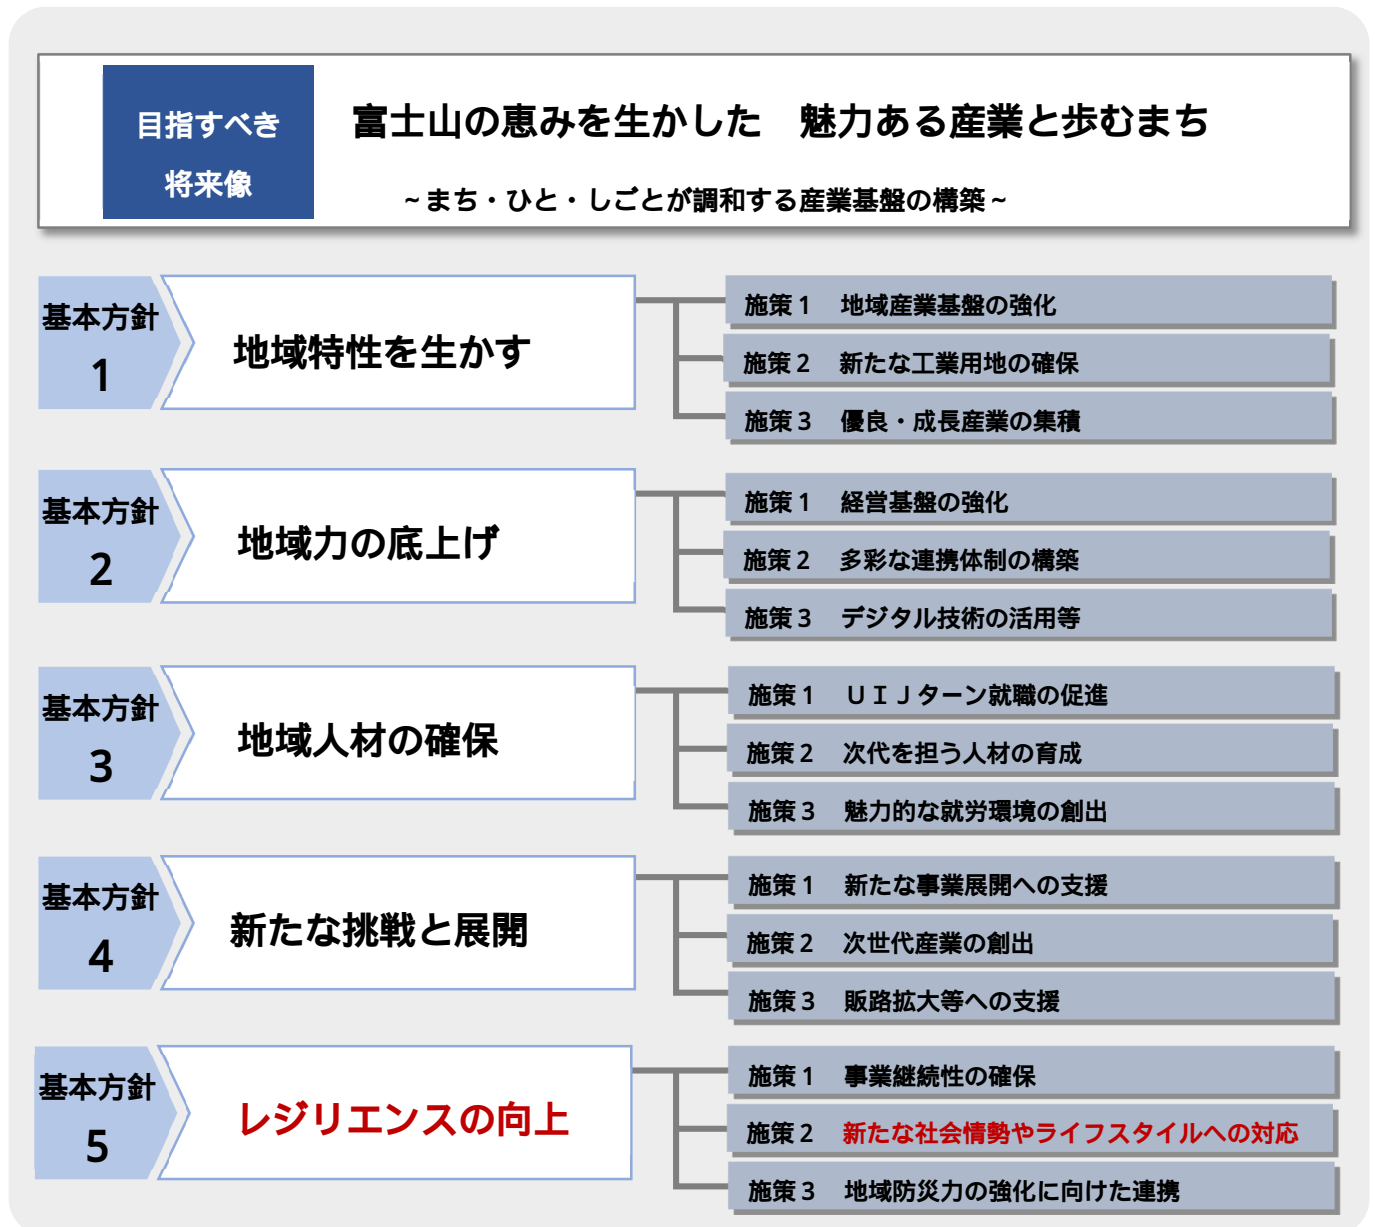 目指すべき
将来像
富士山の恵みを生かした　魅力ある産業と歩むまち
~まち・ひと・しごとが調和する産業基盤の構築~
基本方針
1
地域特性を生かす
施策1　地域産業基盤の強化
施策2　新たな工業用地の確保
施策3　優良・成長産業の集積
基本方針
2
地域力の底上げ
施策1　経営基盤の強化
施策2　多彩な連携体制の構築
施策3　デジタル技術の活用等
基本方針
3
地域人材の確保
施策1　ＵＩＪターン就職の促進
施策2　次代を担う人材の育成
施策3　魅力的な就労環境の創出
基本方針
4
新たな挑戦と展開
施策1　新たな事業展開への支援
施策2　次世代産業の創出
施策3　販路拡大等への支援
基本方針
5
レジリエンスの向上
施策1　事業継続性の確保
施策2　新たな社会情勢やライフスタイルへの対応
施策3　地域防災力の強化に向けた連携